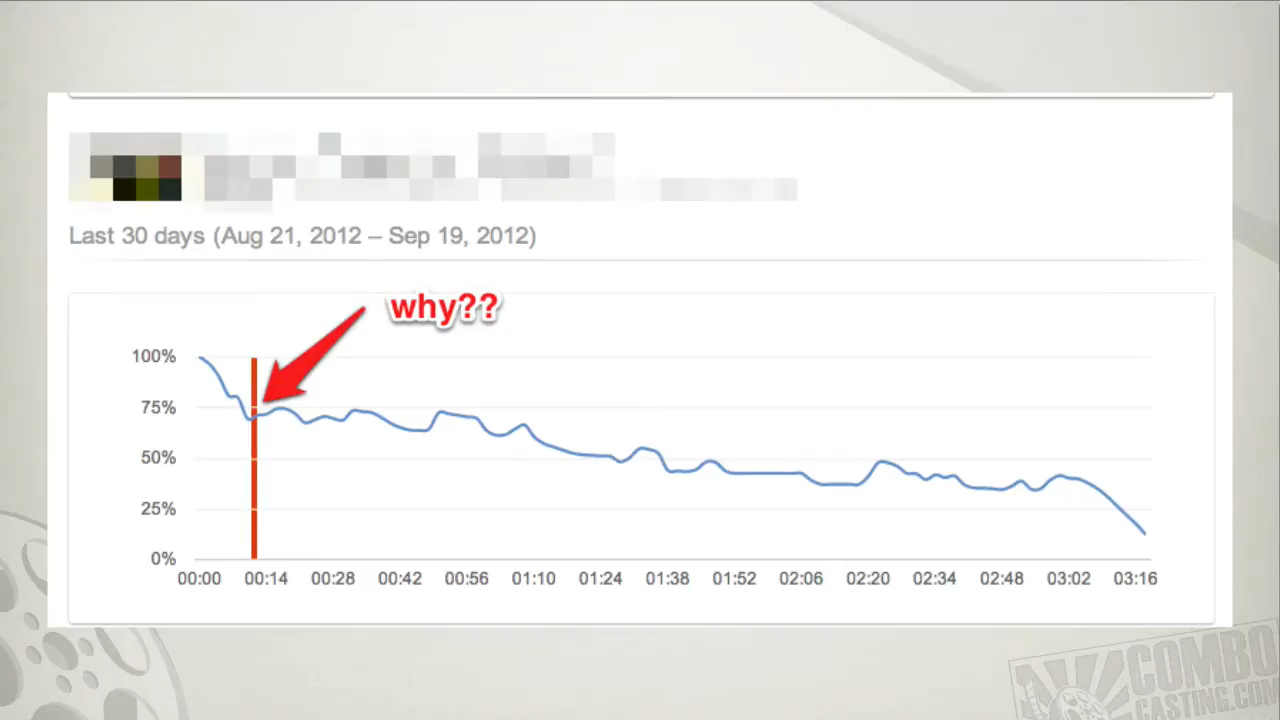 Last 30 days (Aug 21, 2012 – Sep 19, 2012)
why??
100%
75%
50%
25%
0%
00:00 00:14 00:28 00:42 00:56 01:10 01:24 01:38 01:52 02:06 02:20 02:34 02:48 03:02 03:16
COMBO
CASTING.COM